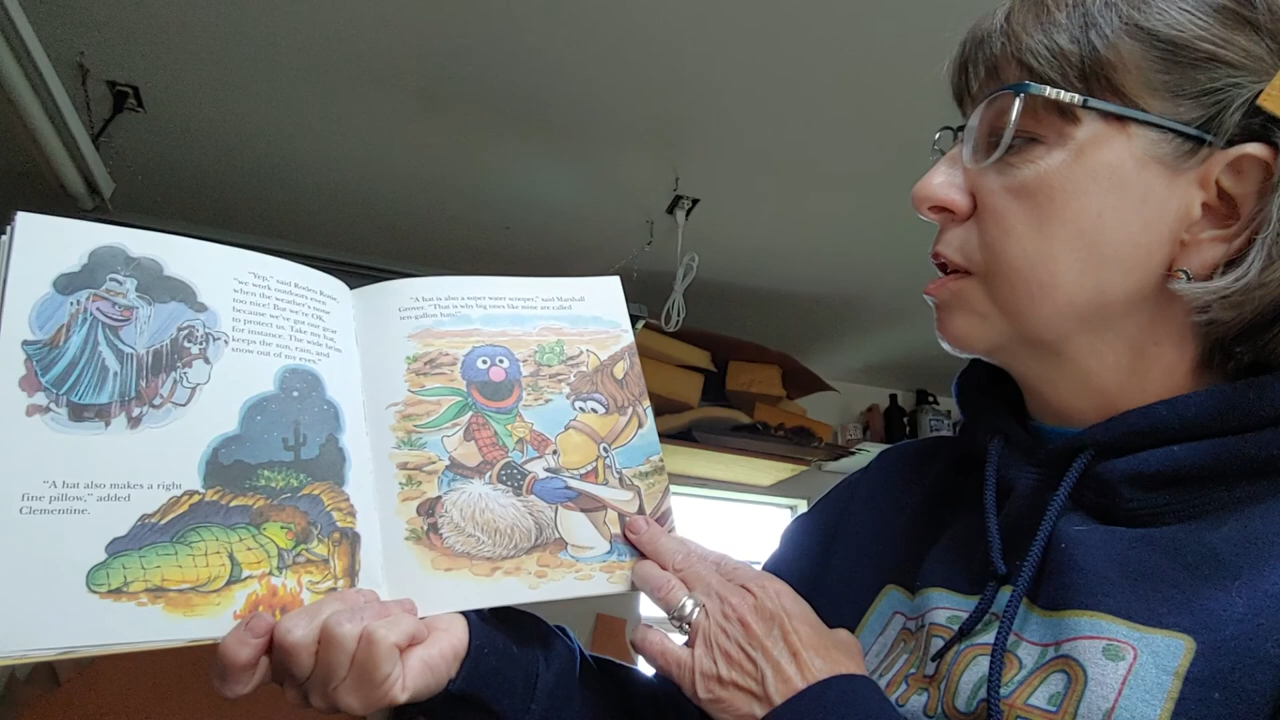 "Yep," said Rodeo Rosie,
"we work outdoors even
when the weather's none
too nice! But we're OK,
because we've got our gear
to protect us. Take my hat,
for instance. The wide brim
keeps the sun, rain, and
snow out of my eyes."
"A hat also makes a right
fine pillow," added
Clementine.
"A hat is also a super water scooper," said Marshall
Grover. "That is why big ones like mine are called
ten-gallon hats!"